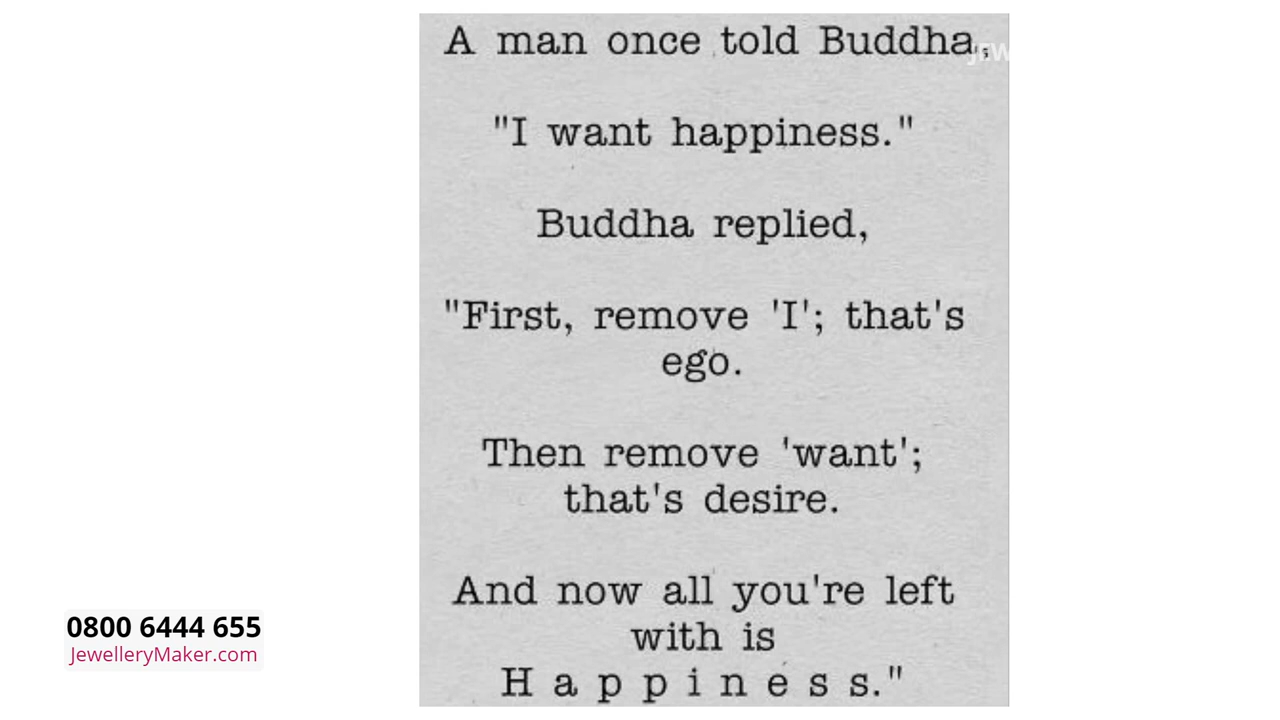 A man once told Buddha,
"I want happiness."
Buddha replied,
"First, remove 'I'; that's
ego.
Then remove 'want';
that's desire.
And now all you're left
with is
H a p p i n e s s."
0800 6444 655
JewelleryMaker.com